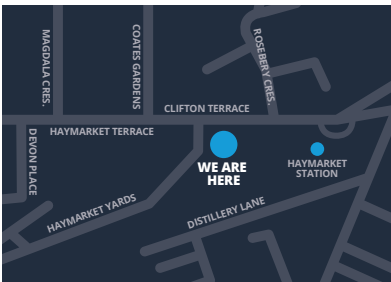 MAGDALA CRES.
COATES GARDENS
ROSEBERY CRES.
CLIFTON TERRACE
HAYMARKET TERRACE
DEVON PLACE
WE ARE
HERE
HAYMARKET
STATION
HAYMARKET YARDS
DISTILLERY LANE